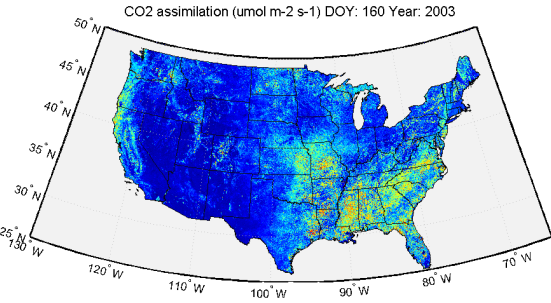 CO2 assimilation (umol m-2 s-1) DOY: 160 Year: 2003
50° N
45° N
40° N
35° N
30° N
25° N
130° W
120° W
110° W
100° W
90° W
80° W
70° W